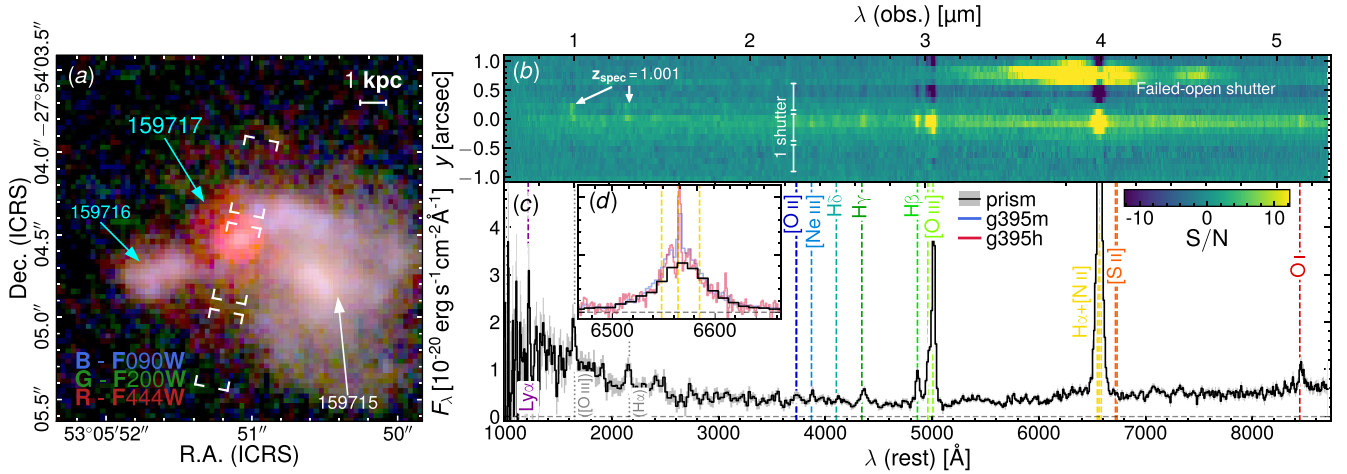 (a)
1 kpc
159717
159716
159715
B - F090W
G - F200W
R - F444W
Dec. (ICRS)
−27°54′03.5″
04.0″
04.5″
05.0″
05.5″
53°05′52″
51″
50″
R.A. (ICRS)
λ (obs.) [μm]
1 2 3 4 5
(b)
z_spec = 1.001
1 shutter
Failed-open shutter
y [arcsec]
1.0
0.5
0.0
−0.5
−1.0
(c)
(d)
6500 6600
[O II]
[Ne III]
Hδ
Hγ
Hβ
[O III]
Hα+[N II]
[S II]
O I
Lyα
([O III])
(Hα)
prism
g395m
g395h
−10 0 10
S/N
F_λ [10⁻²⁰ erg s⁻¹cm⁻²Å⁻¹]
4
3
2
1
0
1000 2000 3000 4000 5000 6000 7000 8000
λ (rest) [Å]